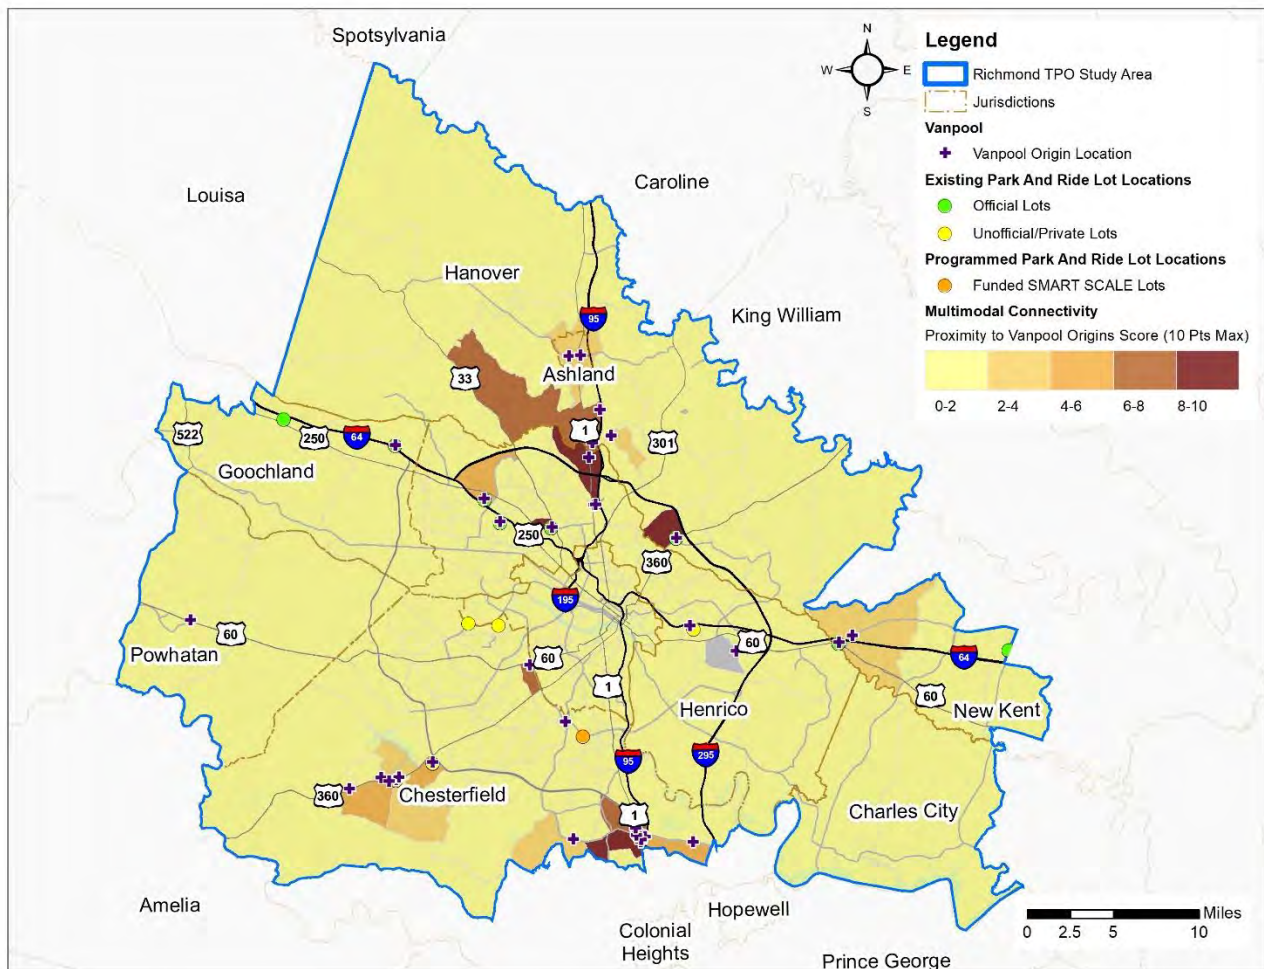 Spotsylvania
Louisa
Caroline
Hanover
King William
95
Ashland
33
1
301
522
250
64
Goochland
250
360
195
60
Powhatan
60
60
1
64
60
New Kent
Henrico
95
295
360
Chesterfield
1
Charles City
Amelia
Hopewell
Colonial
Heights
Prince George
N
W
E
S
Legend
Richmond TPO Study Area
Jurisdictions
Vanpool
Vanpool Origin Location
Existing Park And Ride Lot Locations
Official Lots
Unofficial/Private Lots
Programmed Park And Ride Lot Locations
Funded SMART SCALE Lots
Multimodal Connectivity
Proximity to Vanpool Origins Score (10 Pts Max)
0-2 2-4 4-6 6-8 8-10
Miles
0 2.5 5 10